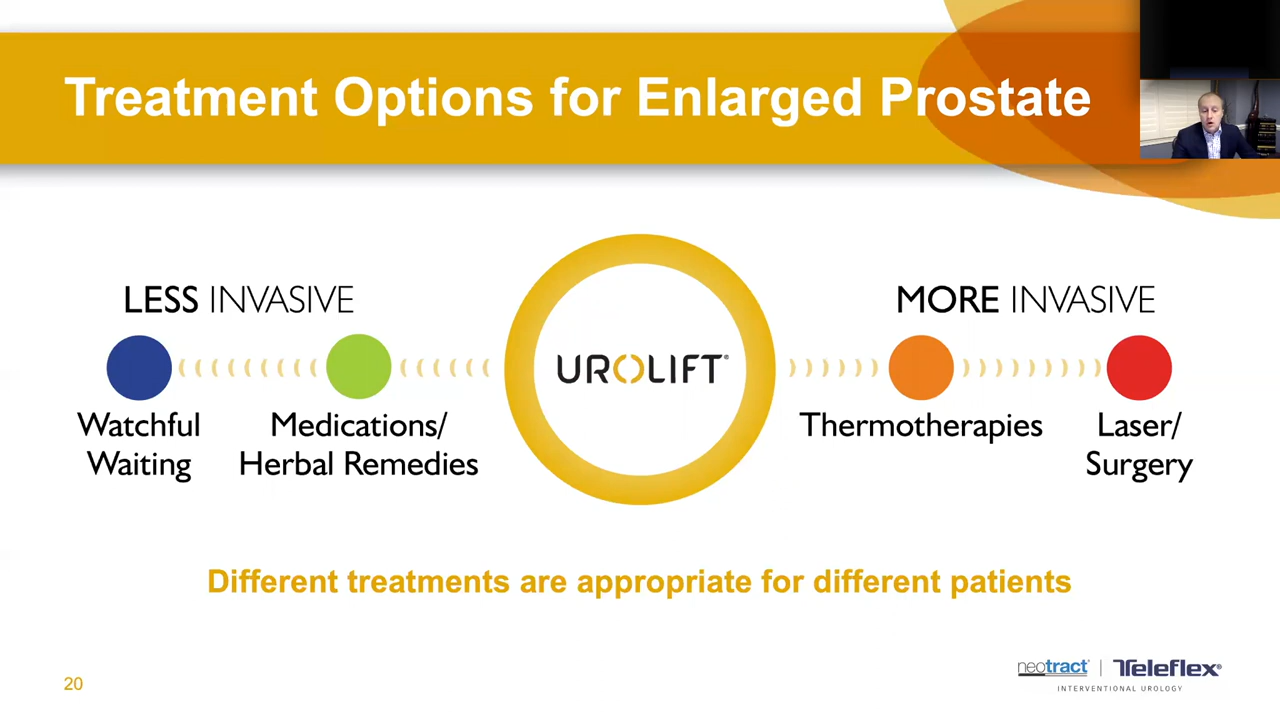 Treatment Options for Enlarged Prostate
LESS INVASIVE
MORE INVASIVE
UROLIFT®
Watchful
Waiting
Medications/
Herbal Remedies
Thermotherapies
Laser/
Surgery
Different treatments are appropriate for different patients
20
neotract® | Teleflex®
INTERVENTIONAL UROLOGY